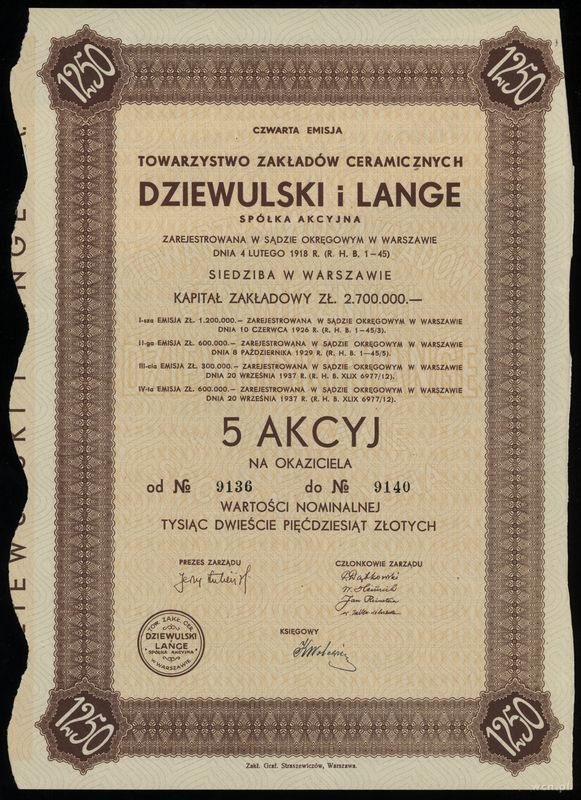 1250
1250
CZWARTA EMISJA
TOWARZYSTWO ZAKŁADÓW CERAMICZNYCH
DZIEWULSKI i LANGE
SPÓŁKA AKCYJNA
ZAREJESTROWANA W SĄDZIE OKRĘGOWYM W WARSZAWIE
DNIA 4 LUTEGO 1918 R. (R. H. B. 1-45)
SIEDZIBA W WARSZAWIE
KAPITAŁ ZAKŁADOWY ZŁ. 2.700.000.—
I-sza EMISJA ZŁ. 1.200.000.— ZAREJESTROWANA W SĄDZIE OKRĘGOWYM W WARSZAWIE
DNIA 10 CZERWCA 1926 R. (R. H. B. 1—45/3).
II-ga EMISJA ZŁ. 600.000.— ZAREJESTROWANA W SĄDZIE OKRĘGOWYM W WARSZAWIE
DNIA 8 PAŹDZIERNIKA 1929 R. (R. H. B. 1—45/5).
III-cia EMISJA ZŁ. 300.000.— ZAREJESTROWANA W SĄDZIE OKRĘGOWYM W WARSZAWIE
DNIA 20 WRZEŚNIA 1937 R. (R. H. B. XLIX 6977/12).
IV-ta EMISJA ZŁ. 600.000.— ZAREJESTROWANA W SĄDZIE OKRĘGOWYM W WARSZAWIE
DNIA 20 WRZEŚNIA 1937 R. (R. H. B. XLIX 6977/12).
5 AKCYJ
NA OKAZICIELA
od № 9136 do № 9140
WARTOŚCI NOMINALNEJ
TYSIĄC DWIEŚCIE PIĘĆDZIESIĄT ZŁOTYCH
PREZES ZARZĄDU
CZŁONKOWIE ZARZĄDU
Jerzy
TOW. ZAKŁ. CER.
DZIEWULSKI
i
LANGE
SPÓŁKA AKCYJNA
W WARSZAWIE
KSIĘGOWY
1250
1250
Zakł. Graf. Straszewiczów, Warszawa.
wcn.pl